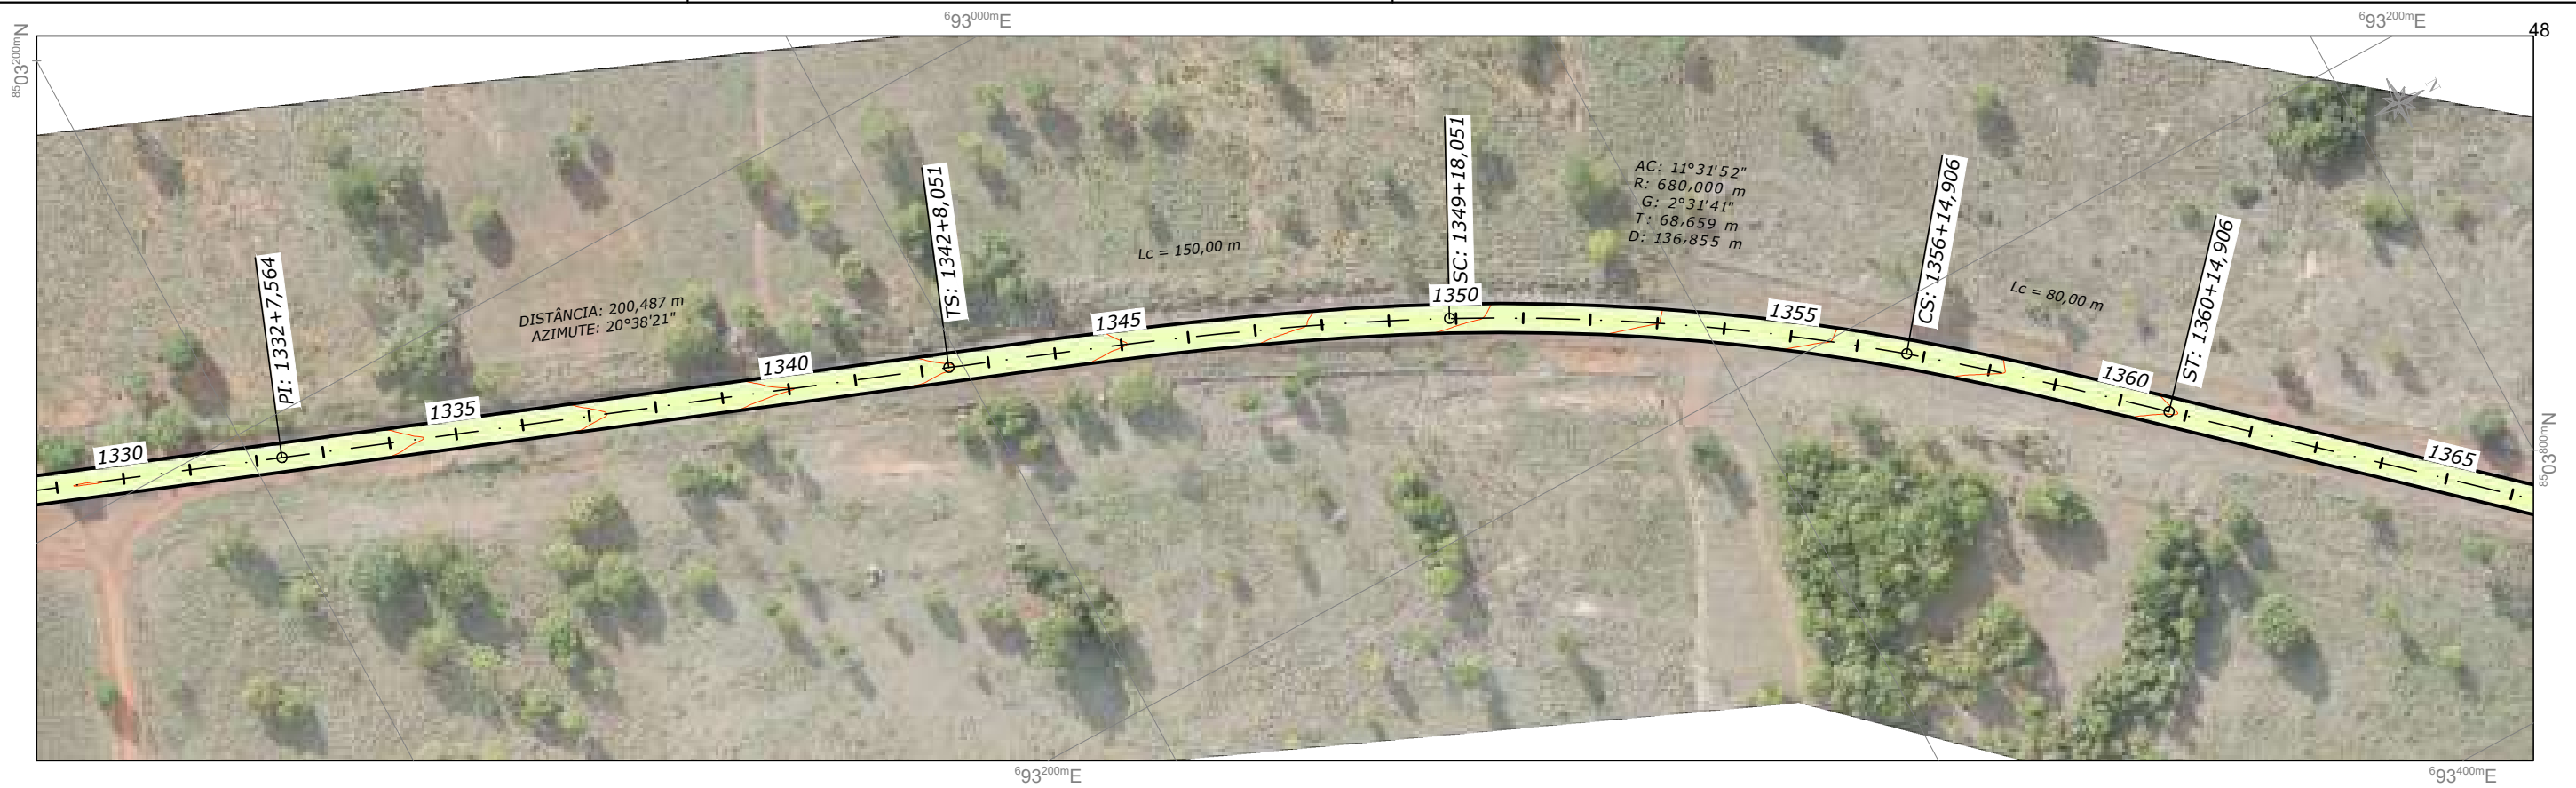 ⁶93⁰⁰⁰ᵐE
⁶93²⁰⁰ᵐE
48
⁸⁵03²⁰⁰ᵐN
N
PI: 1332+7,564
TS: 1342+8,051
SC: 1349+18,051
CS: 1356+14,906
ST: 1360+14,906
DISTÂNCIA: 200,487 m
AZIMUTE: 20°38'21"
Lc = 150,00 m
AC: 11°31'52"
R: 680,000 m
G: 2°31'41"
T: 68,659 m
D: 136,855 m
Lc = 80,00 m
1330
1335
1340
1345
1350
1355
1360
1365
⁸⁵03⁸⁰⁰ᵐN
⁶93²⁰⁰ᵐE
⁶93⁴⁰⁰ᵐE